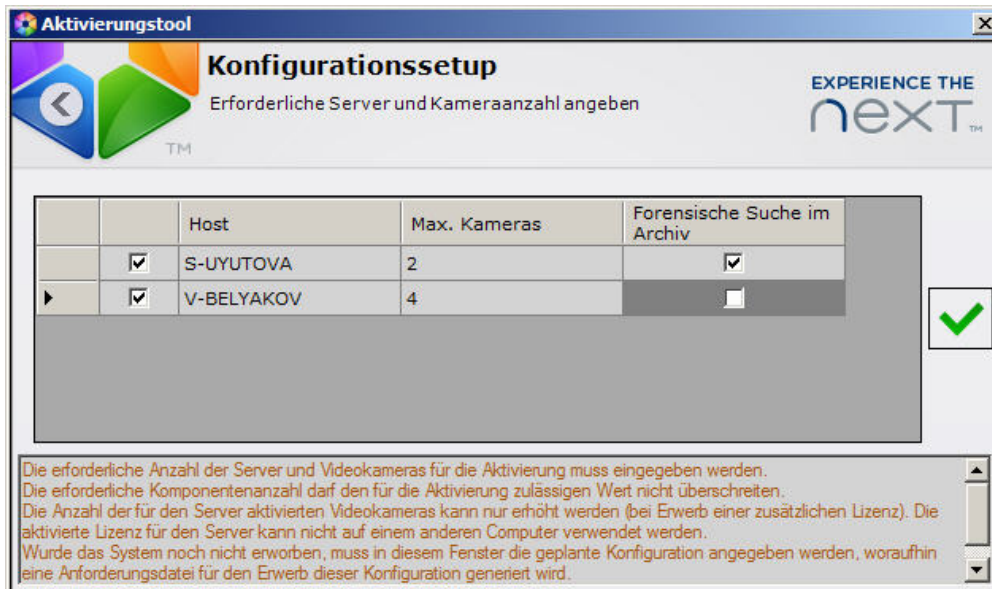 Aktivierungstool
Konfigurationssetup
Erforderliche Server und Kameraanzahl angeben
EXPERIENCE THE
next™
TM
Host Max. Kameras Forensische Suche im Archiv
S-UYUTOVA 2
V-BELYAKOV 4
Die erforderliche Anzahl der Server und Videokameras für die Aktivierung muss eingegeben werden.
Die erforderliche Komponentenanzahl darf den für die Aktivierung zulässigen Wert nicht überschreiten.
Die Anzahl der für den Server aktivierten Videokameras kann nur erhöht werden (bei Erwerb einer zusätzlichen Lizenz). Die
aktivierte Lizenz für den Server kann nicht auf einem anderen Computer verwendet werden.
Wurde das System noch nicht erworben, muss in diesem Fenster die geplante Konfiguration angegeben werden, woraufhin
eine Anforderungsdatei für den Erwerb dieser Konfiguration generiert wird.